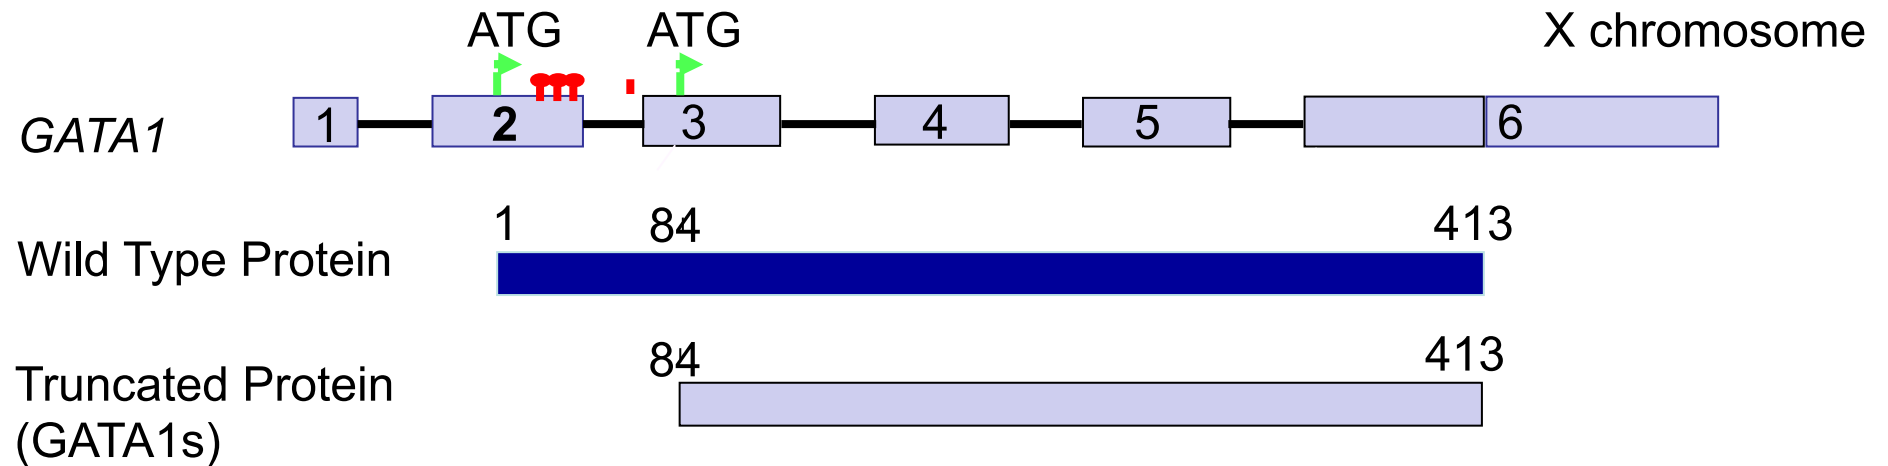 ATG ATG X chromosome
GATA1 1 2 3 4 5 6
1 84 413
Wild Type Protein
84 413
Truncated Protein
(GATA1s)